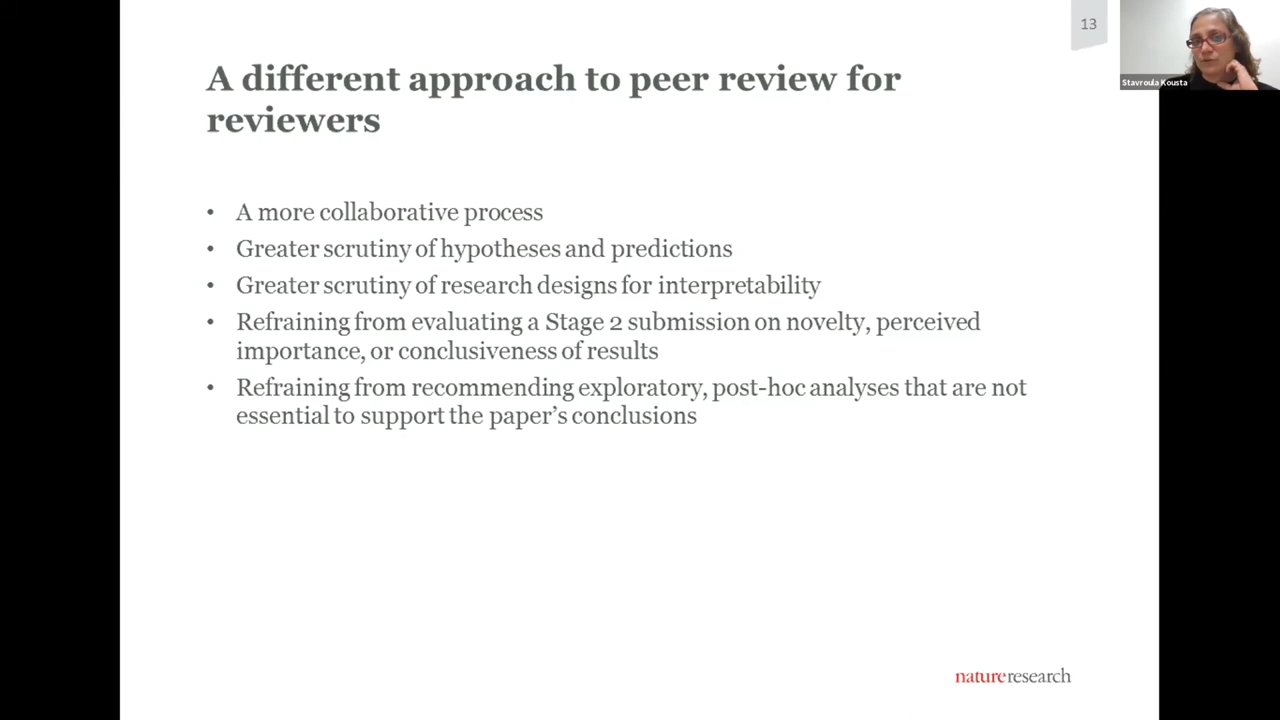 13
Stavroula Kousta
A different approach to peer review for
reviewers
• A more collaborative process
• Greater scrutiny of hypotheses and predictions
• Greater scrutiny of research designs for interpretability
• Refraining from evaluating a Stage 2 submission on novelty, perceived
importance, or conclusiveness of results
• Refraining from recommending exploratory, post-hoc analyses that are not
essential to support the paper’s conclusions
natureresearch